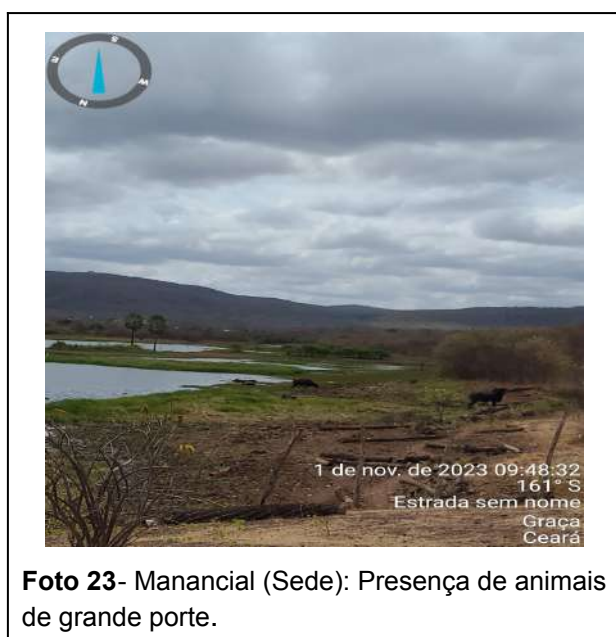 S
E
W
N
1 de nov. de 2023 09:48:32
161° S
Estrada sem nome
Graça
Ceará
Foto 23- Manancial (Sede): Presença de animais
de grande porte.